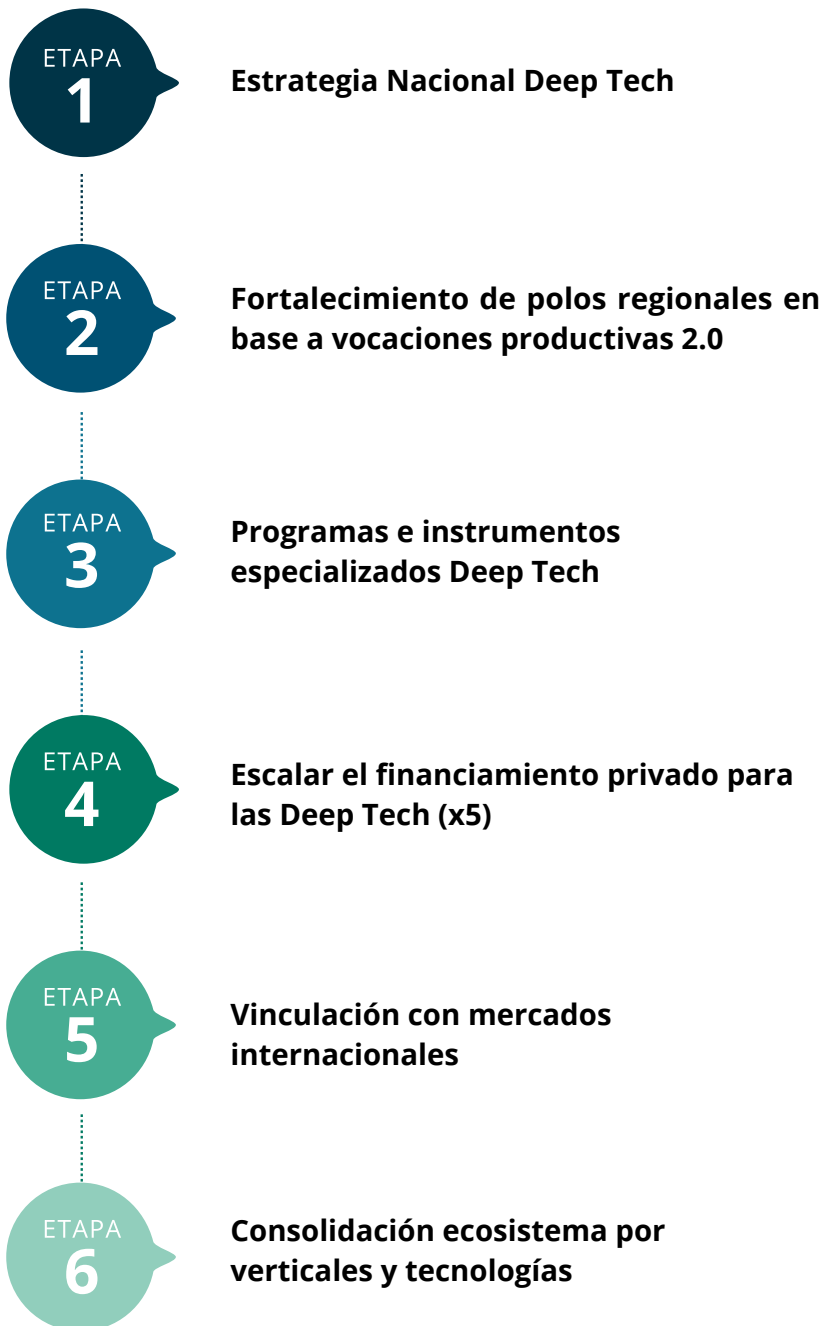 ETAPA
1
Estrategia Nacional Deep Tech
ETAPA
2
Fortalecimiento de polos regionales en
base a vocaciones productivas 2.0
ETAPA
3
Programas e instrumentos
especializados Deep Tech
ETAPA
4
Escalar el financiamiento privado para
las Deep Tech (x5)
ETAPA
5
Vinculación con mercados
internacionales
ETAPA
6
Consolidación ecosistema por
verticales y tecnologías